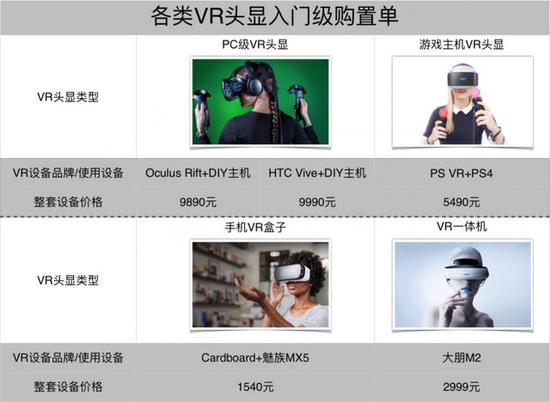 各类VR头显入门级购置单
PC级VR头显
游戏主机VR头显
VR头显类型
VR设备品牌/使用设备
Oculus Rift+DIY主机
HTC Vive+DIY主机
PS VR+PS4
整套设备价格
9890元
9990元
5490元
手机VR盒子
VR一体机
VR头显类型
VR设备品牌/使用设备
Cardboard+魅族MX5
大朋M2
整套设备价格
1540元
2999元